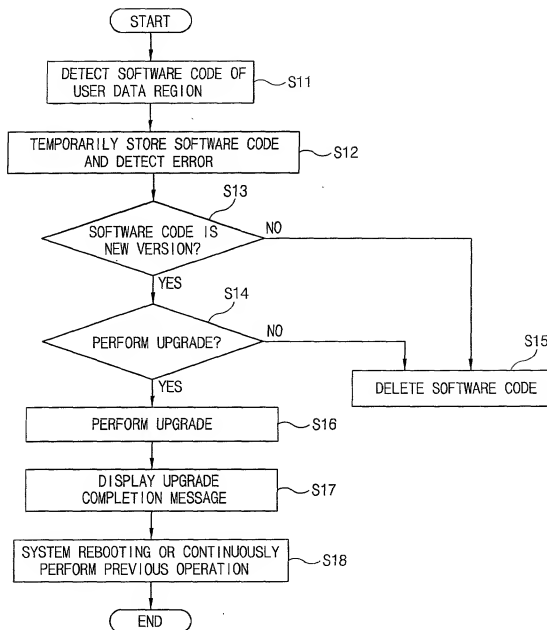 START
DETECT SOFTWARE CODE OF
USER DATA REGION
S11
TEMPORARILY STORE SOFTWARE CODE
AND DETECT ERROR
S12
S13
SOFTWARE CODE IS
NEW VERSION?
NO
YES
S14
PERFORM UPGRADE?
NO
YES
S15
DELETE SOFTWARE CODE
PERFORM UPGRADE
S16
DISPLAY UPGRADE
COMPLETION MESSAGE
S17
SYSTEM REBOOTING OR CONTINUOUSLY
PERFORM PREVIOUS OPERATION
S18
END